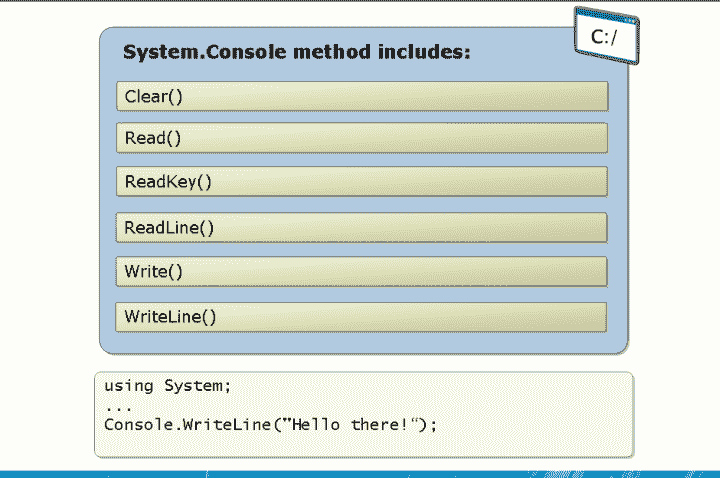 C:/
System.Console method includes:
Clear()
Read()
ReadKey()
ReadLine()
Write()
WriteLine()
using System;
...
Console.WriteLine("Hello there!");